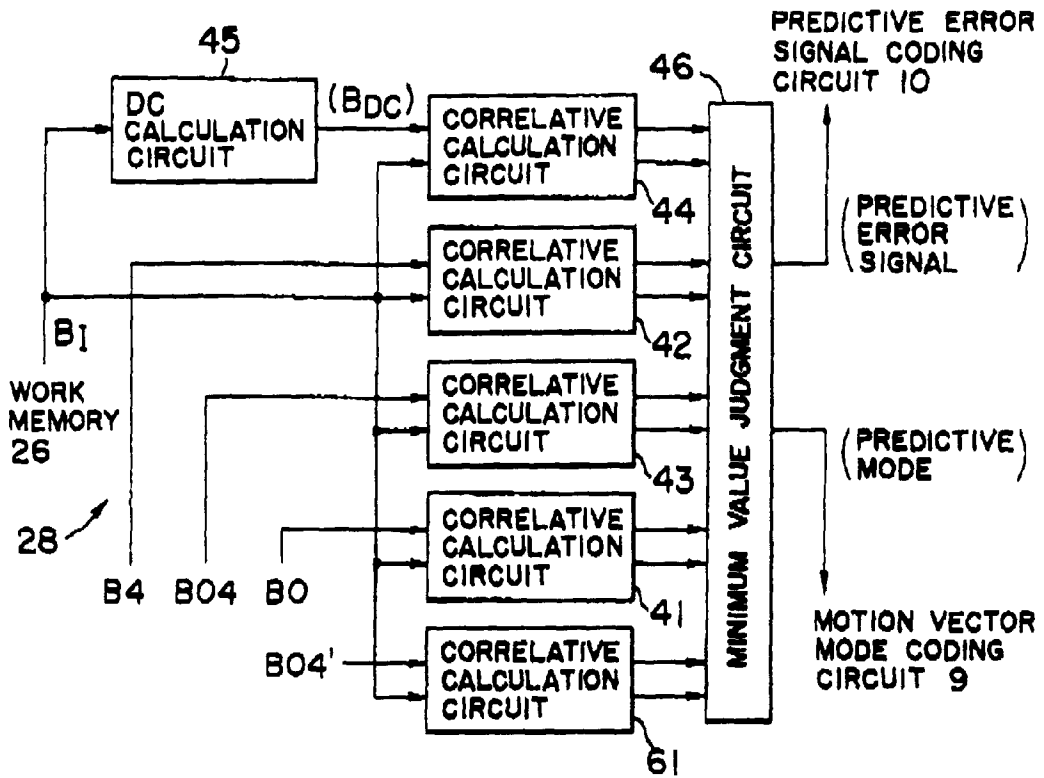 PREDICTIVE ERROR
SIGNAL CODING
CIRCUIT 10
45
46
DC
CALCULATION
CIRCUIT
(BDC)
CORRELATIVE
CALCULATION
CIRCUIT
44
(PREDICTIVE
ERROR
SIGNAL)
CORRELATIVE
CALCULATION
CIRCUIT
42
BI
WORK
MEMORY
26
CORRELATIVE
CALCULATION
CIRCUIT
43
MINIMUM VALUE JUDGMENT CIRCUIT
(PREDICTIVE
MODE)
28
CORRELATIVE
CALCULATION
CIRCUIT
41
B4 B04 B0
B04'
CORRELATIVE
CALCULATION
CIRCUIT
61
MOTION VECTOR
MODE CODING
CIRCUIT 9